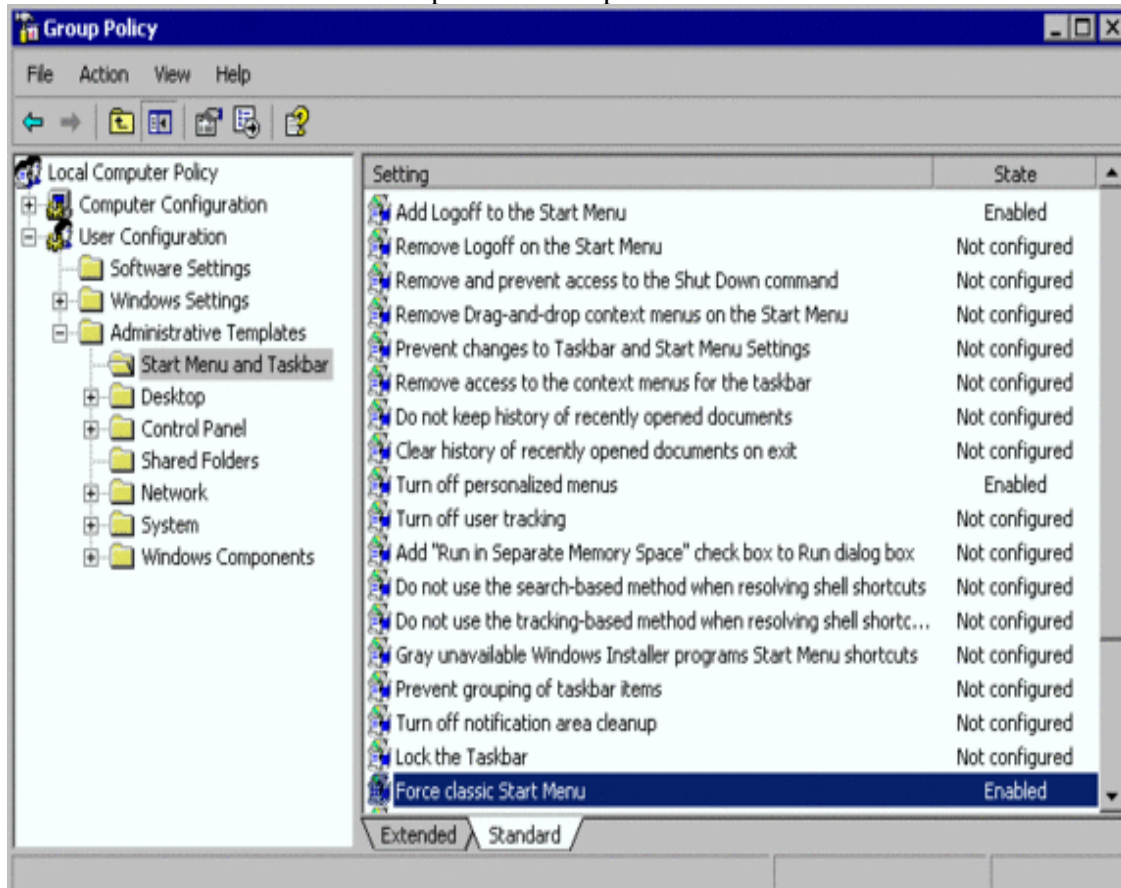 Group Policy
File Action View Help
Local Computer Policy
Computer Configuration
User Configuration
Software Settings
Windows Settings
Administrative Templates
Start Menu and Taskbar
Desktop
Control Panel
Shared Folders
Network
System
Windows Components
Setting State
Add Logoff to the Start Menu Enabled
Remove Logoff on the Start Menu Not configured
Remove and prevent access to the Shut Down command Not configured
Remove Drag-and-drop context menus on the Start Menu Not configured
Prevent changes to Taskbar and Start Menu Settings Not configured
Remove access to the context menus for the taskbar Not configured
Do not keep history of recently opened documents Not configured
Clear history of recently opened documents on exit Not configured
Turn off personalized menus Enabled
Turn off user tracking Not configured
Add "Run in Separate Memory Space" check box to Run dialog box Not configured
Do not use the search-based method when resolving shell shortcuts Not configured
Do not use the tracking-based method when resolving shell shortc... Not configured
Gray unavailable Windows Installer programs Start Menu shortcuts Not configured
Prevent grouping of taskbar items Not configured
Turn off notification area cleanup Not configured
Lock the Taskbar Not configured
Force classic Start Menu Enabled
Extended Standard